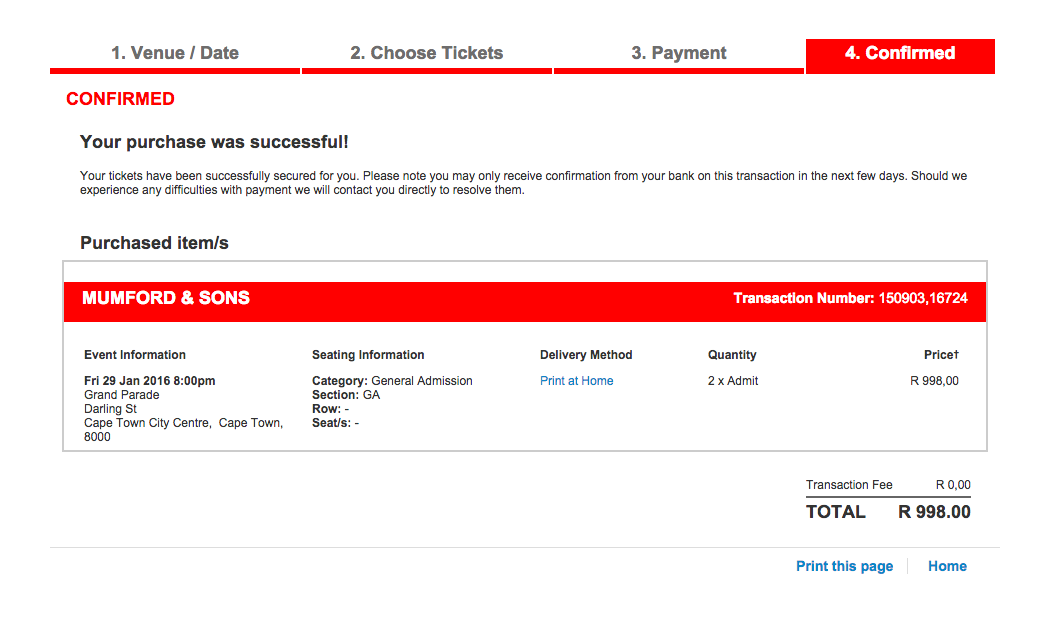 1. Venue / Date 2. Choose Tickets 3. Payment 4. Confirmed
CONFIRMED
Your purchase was successful!
Your tickets have been successfully secured for you. Please note you may only receive confirmation from your bank on this transaction in the next few days. Should we
experience any difficulties with payment we will contact you directly to resolve them.
Purchased item/s
MUMFORD & SONS Transaction Number: 150903,16724
Event Information Seating Information Delivery Method Quantity Price†
Fri 29 Jan 2016 8:00pm Category: General Admission Print at Home 2 x Admit R 998,00
Grand Parade Section: GA
Darling St Row: -
Cape Town City Centre, Cape Town, Seat/s: -
8000
Transaction Fee R 0,00
TOTAL R 998.00
Print this page Home